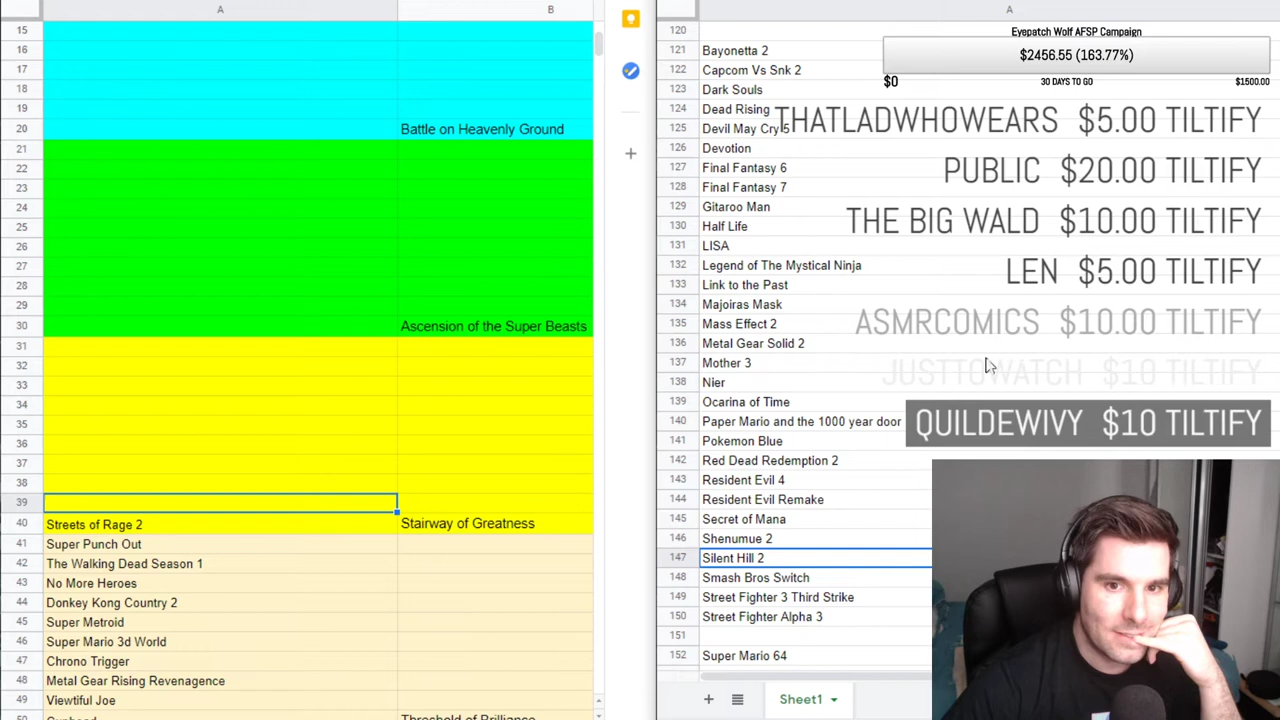 A
B
15
16
17
18
19
20 Battle on Heavenly Ground
21
22
23
24
25
26
27
28
29
30 Ascension of the Super Beasts
31
32
33
34
35
36
37
38
39
40 Streets of Rage 2 Stairway of Greatness
41 Super Punch Out
42 The Walking Dead Season 1
43 No More Heroes
44 Donkey Kong Country 2
45 Super Metroid
46 Super Mario 3d World
47 Chrono Trigger
48 Metal Gear Rising Revenagence
49 Viewtiful Joe
50 Cuphead Threshold of Brilliance
A
120
121 Bayonetta 2
122 Capcom Vs Snk 2
123 Dark Souls
124 Dead Rising
125 Devil May Cry 5
126 Devotion
127 Final Fantasy 6
128 Final Fantasy 7
129 Gitaroo Man
130 Half Life
131 LISA
132 Legend of The Mystical Ninja
133 Link to the Past
134 Majoiras Mask
135 Mass Effect 2
136 Metal Gear Solid 2
137 Mother 3
138 Nier
139 Ocarina of Time
140 Paper Mario and the 1000 year door
141 Pokemon Blue
142 Red Dead Redemption 2
143 Resident Evil 4
144 Resident Evil Remake
145 Secret of Mana
146 Shenumue 2
147 Silent Hill 2
148 Smash Bros Switch
149 Street Fighter 3 Third Strike
150 Street Fighter Alpha 3
151
152 Super Mario 64
Sheet1
Eyepatch Wolf AFSP Campaign
$2456.55 (163.77%)
$0 30 DAYS TO GO $1500.00
THATLADWHOWEARS $5.00 TILTIFY
PUBLIC $20.00 TILTIFY
THE BIG WALD $10.00 TILTIFY
LEN $5.00 TILTIFY
ASMRCOMICS $10.00 TILTIFY
JUSTTOWATCH $10 TILTIFY
QUILDEWIVY $10 TILTIFY